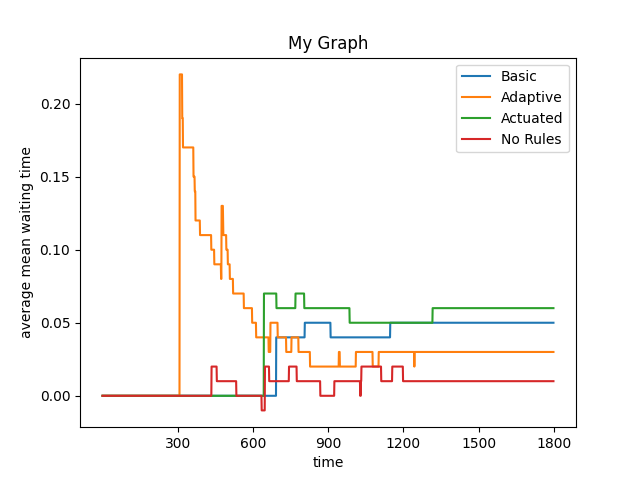 My Graph
Basic
Adaptive
Actuated
No Rules
average mean waiting time
0.20
0.15
0.10
0.05
0.00
300
600
900
1200
1500
1800
time